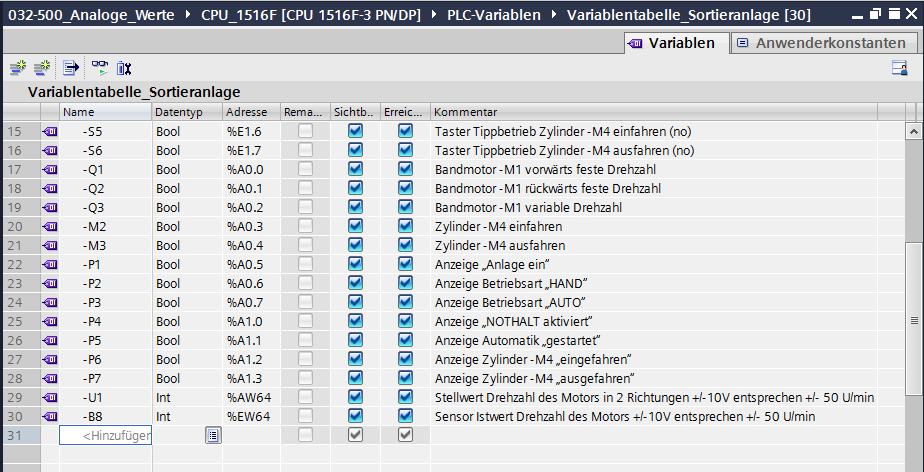 032-500_Analoge_Werte ▸ CPU_1516F [CPU 1516F-3 PN/DP] ▸ PLC-Variablen ▸ Variablentabelle_Sortieranlage [30]
Variablen Anwenderkonstanten
Variablentabelle_Sortieranlage
Name Datentyp Adresse Rema... Sichtb.. Erreic... Kommentar
15 -S5 Bool %E1.6 Taster Tippbetrieb Zylinder -M4 einfahren (no)
16 -S6 Bool %E1.7 Taster Tippbetrieb Zylinder -M4 ausfahren (no)
17 -Q1 Bool %A0.0 Bandmotor -M1 vorwärts feste Drehzahl
18 -Q2 Bool %A0.1 Bandmotor -M1 rückwärts feste Drehzahl
19 -Q3 Bool %A0.2 Bandmotor -M1 variable Drehzahl
20 -M2 Bool %A0.3 Zylinder -M4 einfahren
21 -M3 Bool %A0.4 Zylinder -M4 ausfahren
22 -P1 Bool %A0.5 Anzeige „Anlage ein“
23 -P2 Bool %A0.6 Anzeige Betriebsart „HAND“
24 -P3 Bool %A0.7 Anzeige Betriebsart „AUTO“
25 -P4 Bool %A1.0 Anzeige „NOTHALT aktiviert“
26 -P5 Bool %A1.1 Anzeige Automatik „gestartet“
27 -P6 Bool %A1.2 Anzeige Zylinder -M4 „eingefahren“
28 -P7 Bool %A1.3 Anzeige Zylinder -M4 „ausgefahren“
29 -U1 Int %AW64 Stellwert Drehzahl des Motors in 2 Richtungen +/-10V entsprechen +/- 50 U/min
30 -B8 Int %EW64 Sensor Istwert Drehzahl des Motors +/-10V entsprechen +/- 50 U/min
31 <Hinzufüger